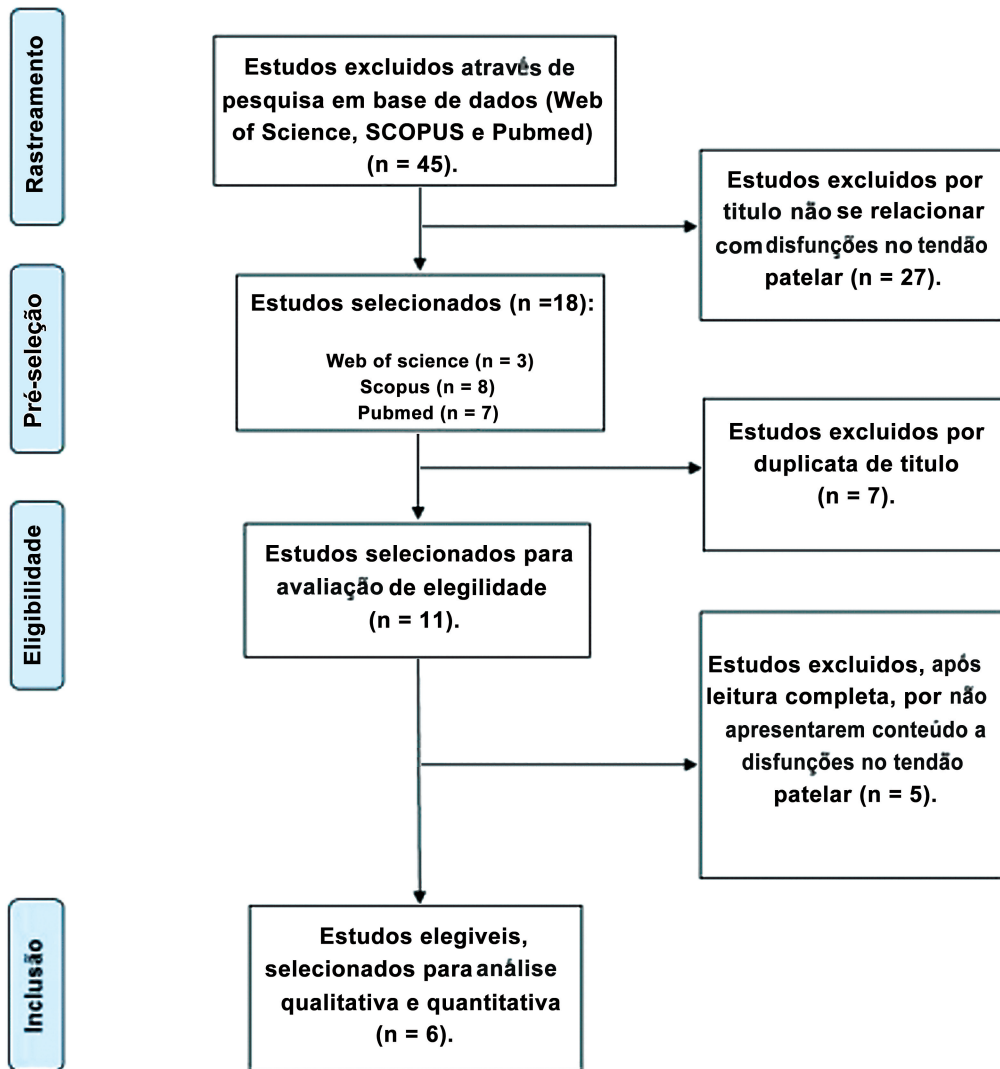 Rastreamento
Estudos excluidos através de
pesquisa em base de dados (Web
of Science, SCOPUS e Pubmed)
(n = 45).
Estudos excluidos por
titulo não se relacionar
com disfunções no tendão
patelar (n = 27).
Pré-seleção
Estudos selecionados (n =18):
Web of science (n = 3)
Scopus (n = 8)
Pubmed (n = 7)
Estudos excluidos por
duplicata de titulo
(n = 7).
Eligibilidade
Estudos selecionados para
avaliação de elegilidade
(n = 11).
Estudos excluidos, após
leitura completa, por não
apresentarem conteúdo a
disfunções no tendão
patelar (n = 5).
Inclusão
Estudos elegiveis,
selecionados para análise
qualitativa e quantitativa
(n = 6).